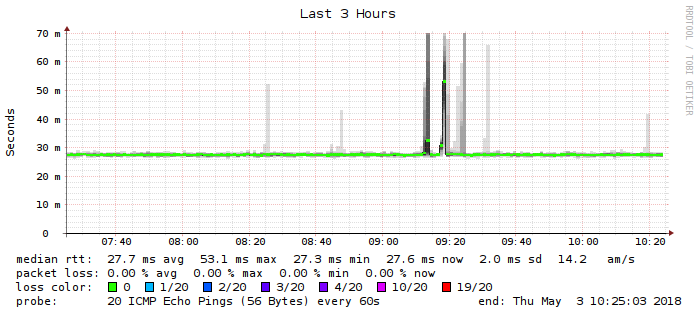 Last 3 Hours
RRDTOOL / TOBI OETIKER
Seconds
70 m
60 m
50 m
40 m
30 m
20 m
10 m
0
07:40 08:00 08:20 08:40 09:00 09:20 09:40 10:00 10:20
median rtt: 27.7 ms avg 53.1 ms max 27.3 ms min 27.6 ms now 2.0 ms sd 14.2 am/s
packet loss: 0.00 % avg 0.00 % max 0.00 % min 0.00 % now
loss color: 0 1/20 2/20 3/20 4/20 10/20 19/20
probe: 20 ICMP Echo Pings (56 Bytes) every 60s end: Thu May 3 10:25:03 2018